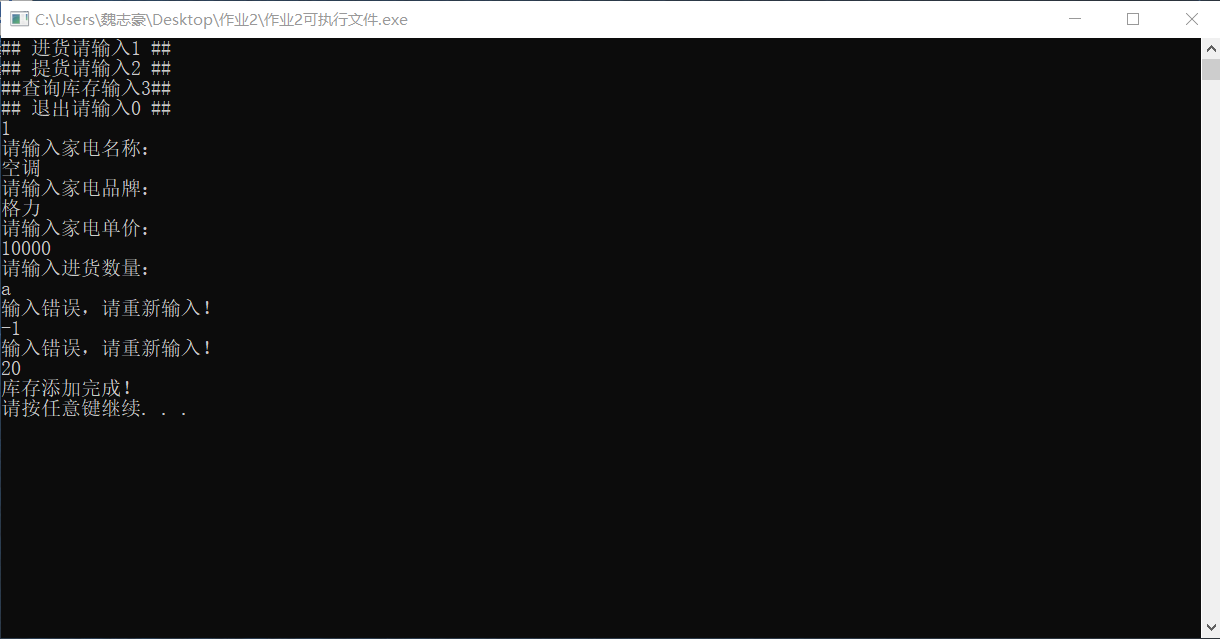 C:\Users\魏志豪\Desktop\作业2\作业2可执行文件.exe
## 进货请输入1 ##
## 提货请输入2 ##
##查询库存输入3##
## 退出请输入0 ##
1
请输入家电名称:
空调
请输入家电品牌:
格力
请输入家电单价:
10000
请输入进货数量:
a
输入错误，请重新输入!
-1
输入错误，请重新输入!
20
库存添加完成!
请按任意键继续. . .